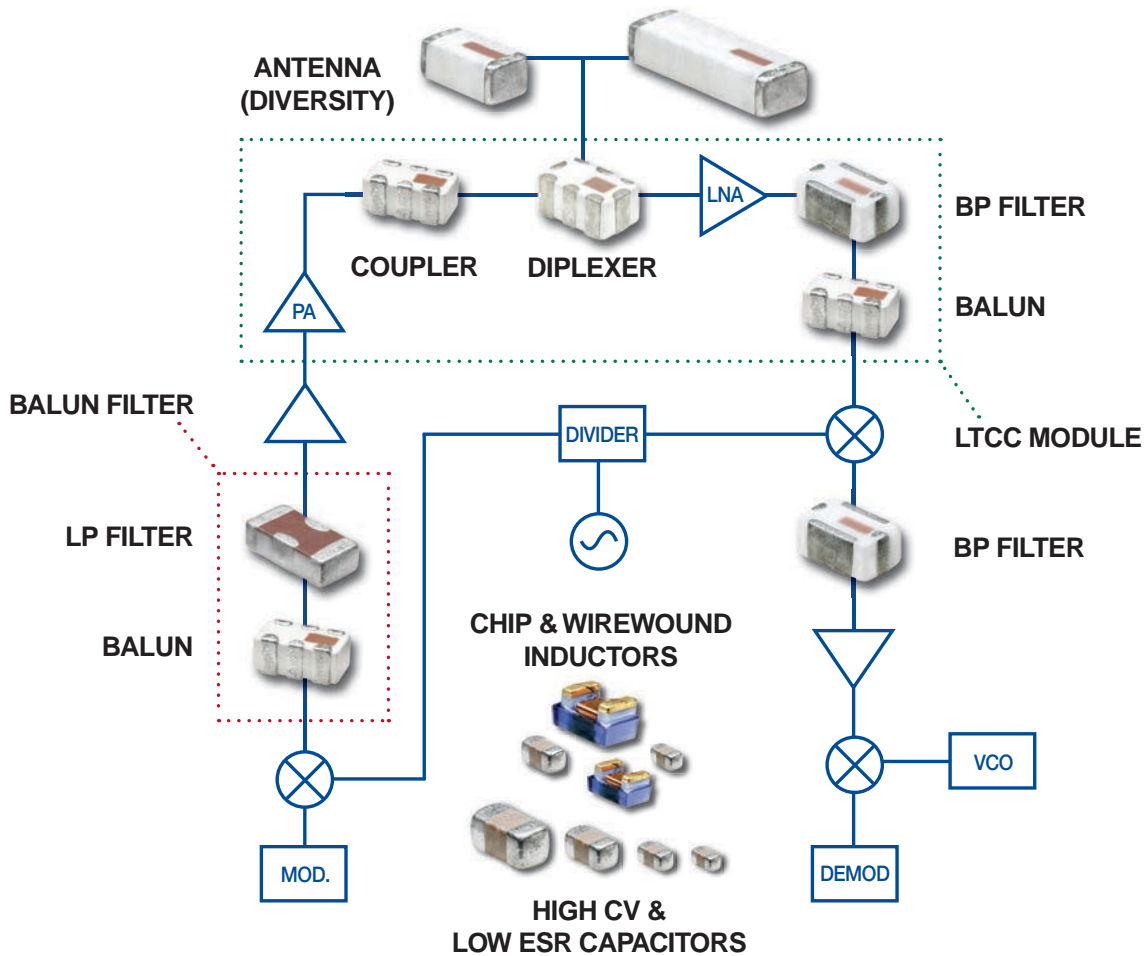 ANTENNA
(DIVERSITY)
LNA
BP FILTER
COUPLER
DIPLEXER
PA
BALUN
BALUN FILTER
DIVIDER
LTCC MODULE
LP FILTER
BP FILTER
CHIP & WIREWOUND
INDUCTORS
BALUN
VCO
MOD.
DEMOD
HIGH CV &
LOW ESR CAPACITORS